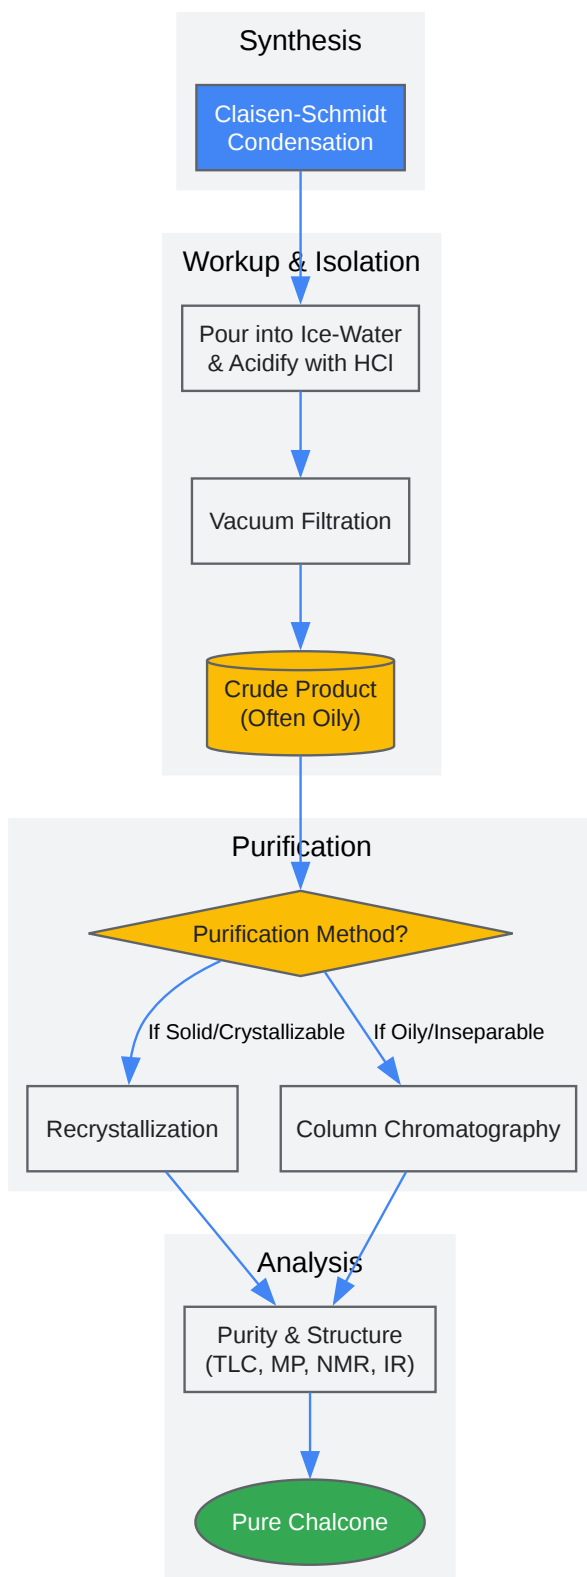 Synthesis
Claisen-Schmidt
Condensation
Workup & Isolation
Pour into Ice-Water
& Acidify with HCl
Vacuum Filtration
Crude Product
(Often Oily)
Purification
Purification Method?
If Solid/Crystallizable
If Oily/Inseparable
Recrystallization
Column Chromatography
Analysis
Purity & Structure
(TLC, MP, NMR, IR)
Pure Chalcone